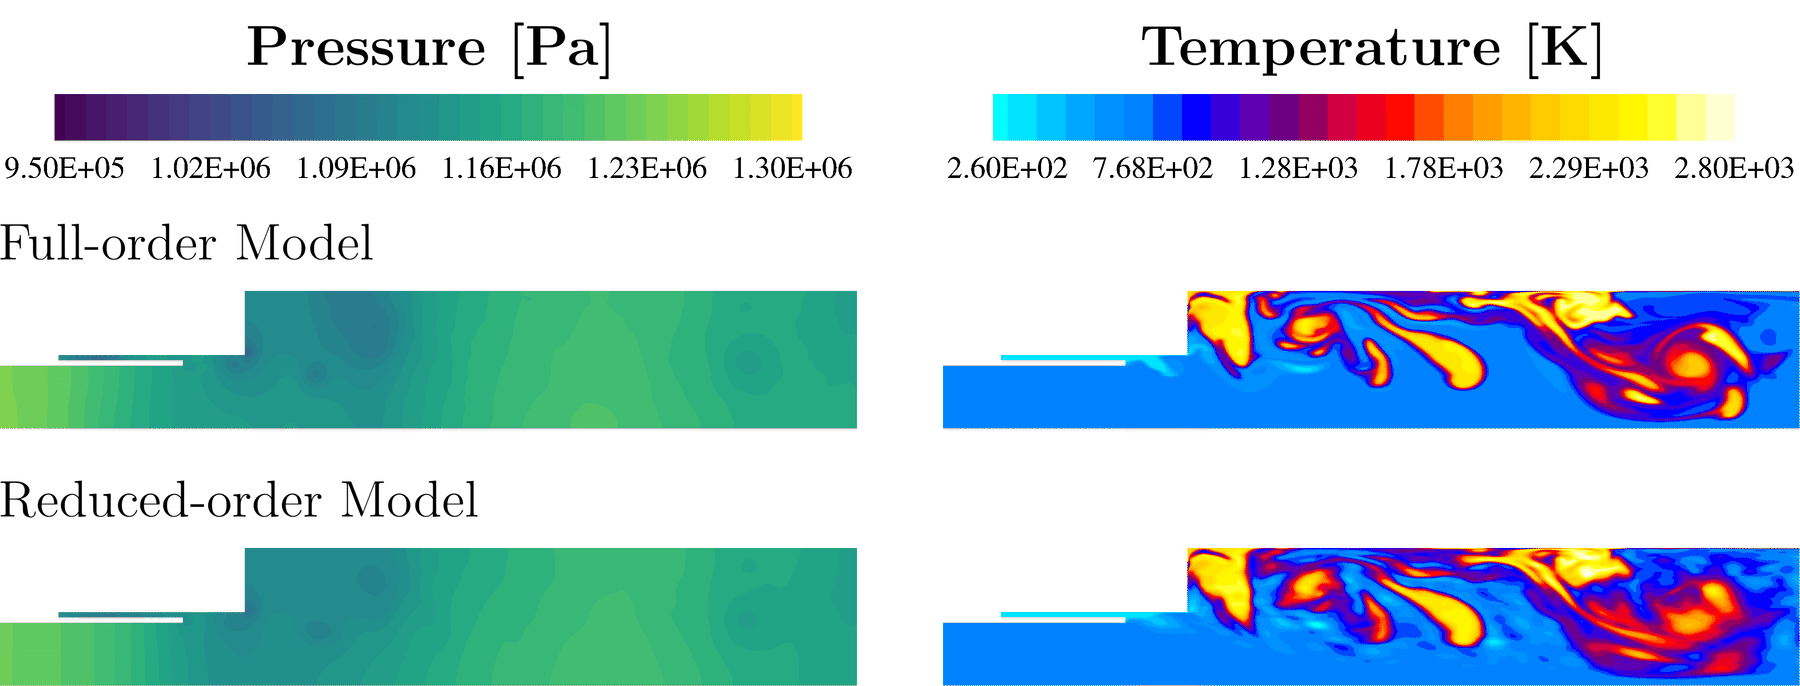 Pressure [Pa]
9.50E+05 1.02E+06 1.09E+06 1.16E+06 1.23E+06 1.30E+06
Temperature [K]
2.60E+02 7.68E+02 1.28E+03 1.78E+03 2.29E+03 2.80E+03
Full-order Model
Reduced-order Model